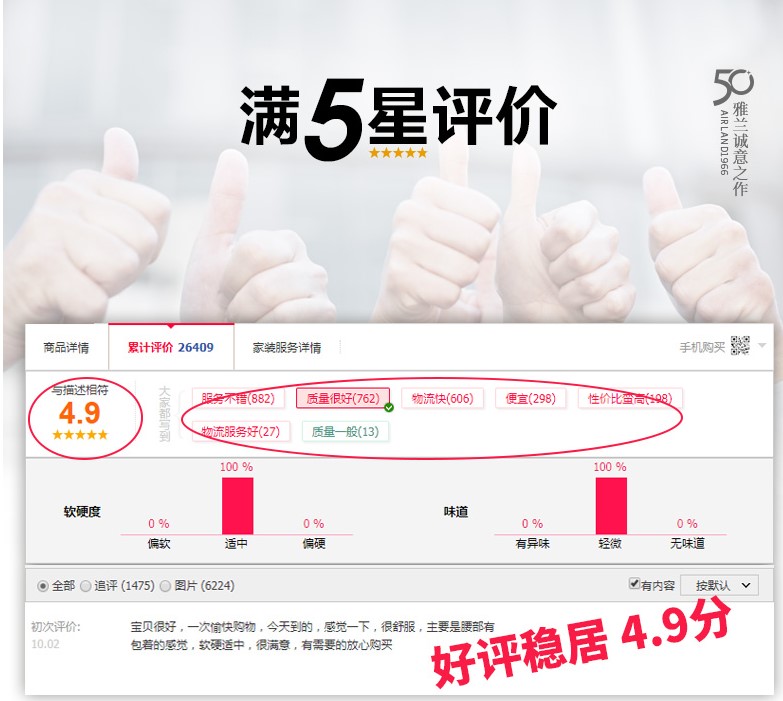 满5星评价
50
雅兰诚意之作
AIRLAND1966
商品详情
累计评价 26409
家装服务详情
手机购买
与描述相符
4.9
大家都写到
服务不错(882)
质量很好(762)
物流快(606)
便宜(298)
性价比蛮高(198)
物流服务好(27)
质量一般(13)
软硬度
100 %
0 %
0 %
偏软
适中
偏硬
味道
100 %
0 %
0 %
有异味
轻微
无味道
全部
追评 (1475)
图片 (6224)
有内容
按默认
初次评价:
10.02
宝贝很好，一次愉快购物，今天到的，感觉一下，很舒服，主要是腰部有
包着的感觉，软硬适中，很满意，有需要的放心购买
好评稳居 4.9分